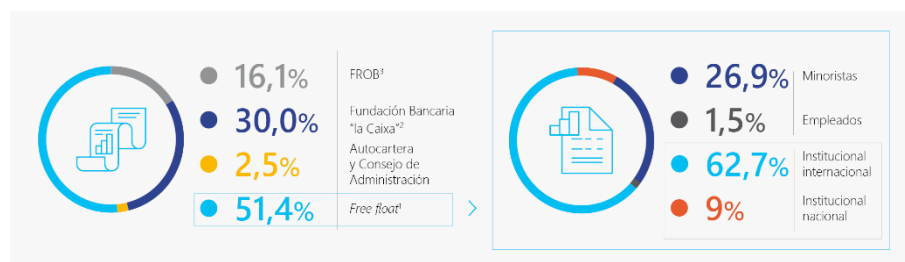 16,1% FROB³
30,0% Fundación Bancaria
"la Caixa"²
2,5% Autocartera
y Consejo de
Administración
51,4% Free float¹
26,9% Minoristas
1,5% Empleados
62,7% Institucional
internacional
9% Institucional
nacional